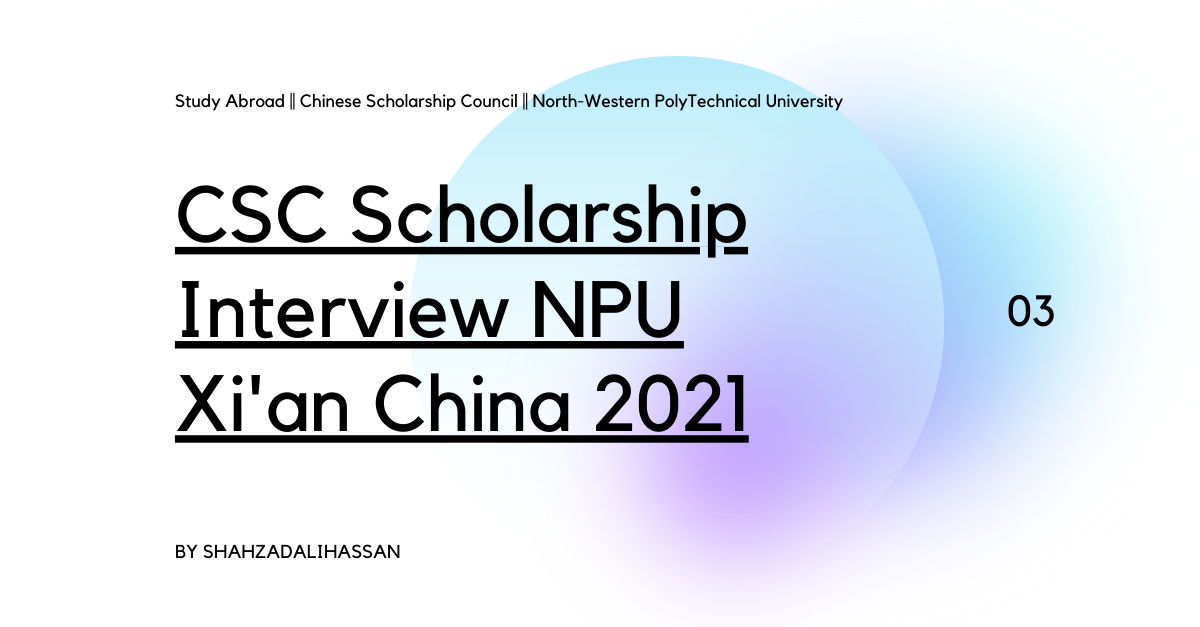 Study Abroad || Chinese Scholarship Council || North-Western PolyTechnical University
CSC Scholarship
Interview NPU
Xi'an China 2021
03
BY SHAHZADALIHASSAN